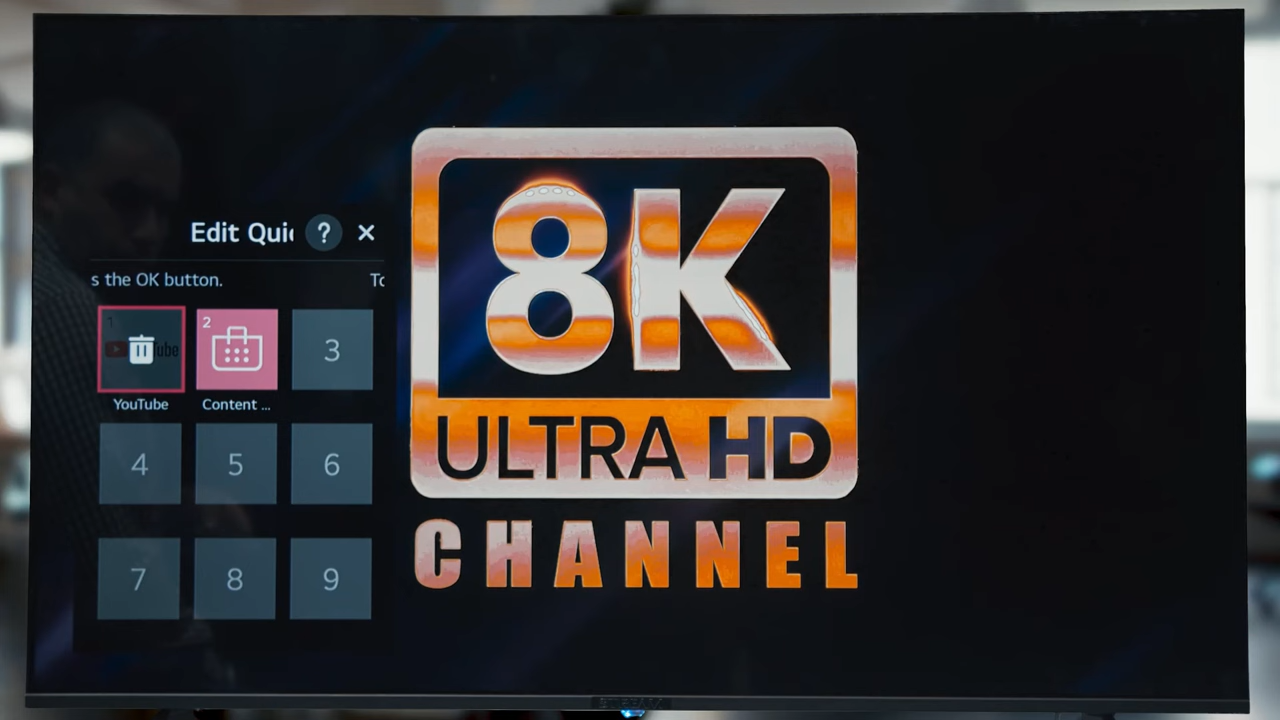 Edit Qui
?
s the OK button. To
1
YouTube
2
Content ...
3
4
5
6
7
8
9
8K
ULTRA HD
CHANNEL